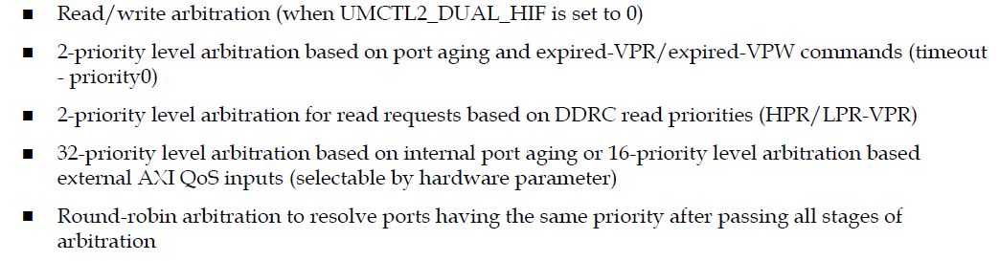 ■ Read/write arbitration (when UMCTL2_DUAL_HIF is set to 0)
■ 2-priority level arbitration based on port aging and expired-VPR/expired-VPW commands (timeout
- priority0)
■ 2-priority level arbitration for read requests based on DDRC read priorities (HPR/LPR-VPR)
■ 32-priority level arbitration based on internal port aging or 16-priority level arbitration based
external AXI QoS inputs (selectable by hardware parameter)
■ Round-robin arbitration to resolve ports having the same priority after passing all stages of
arbitration